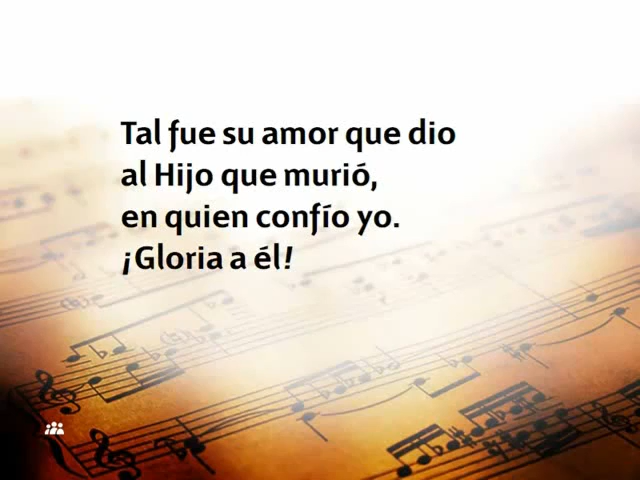 Tal fue su amor que dio
al Hijo que murió,
en quien confío yo.
¡Gloria a él!